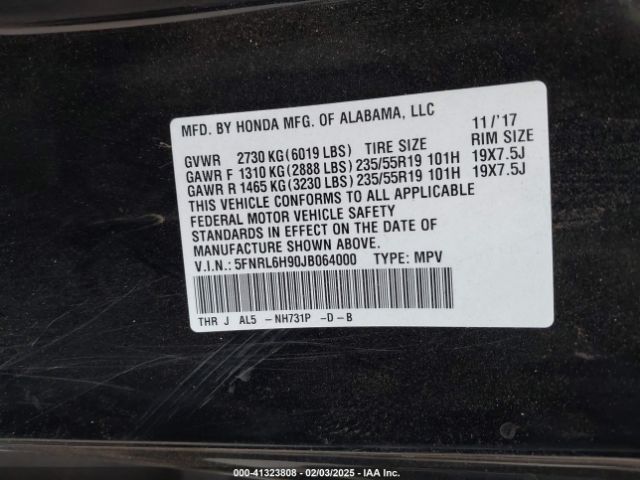 MFD. BY HONDA MFG. OF ALABAMA, LLC 11/'17
GVWR 2730 KG(6019 LBS) TIRE SIZE RIM SIZE
GAWR F 1310 KG(2888 LBS) 235/55R19 101H 19X7.5J
GAWR R 1465 KG(3230 LBS) 235/55R19 101H 19X7.5J
THIS VEHICLE CONFORMS TO ALL APPLICABLE
FEDERAL MOTOR VEHICLE SAFETY
STANDARDS IN EFFECT ON THE DATE OF
MANUFACTURE SHOWN ABOVE.
V.I.N.: 5FNRL6H90JB064000 TYPE: MPV
THR J AL5 -NH731P -D-B
000-41323808 - 02/03/2025 - IAA Inc.